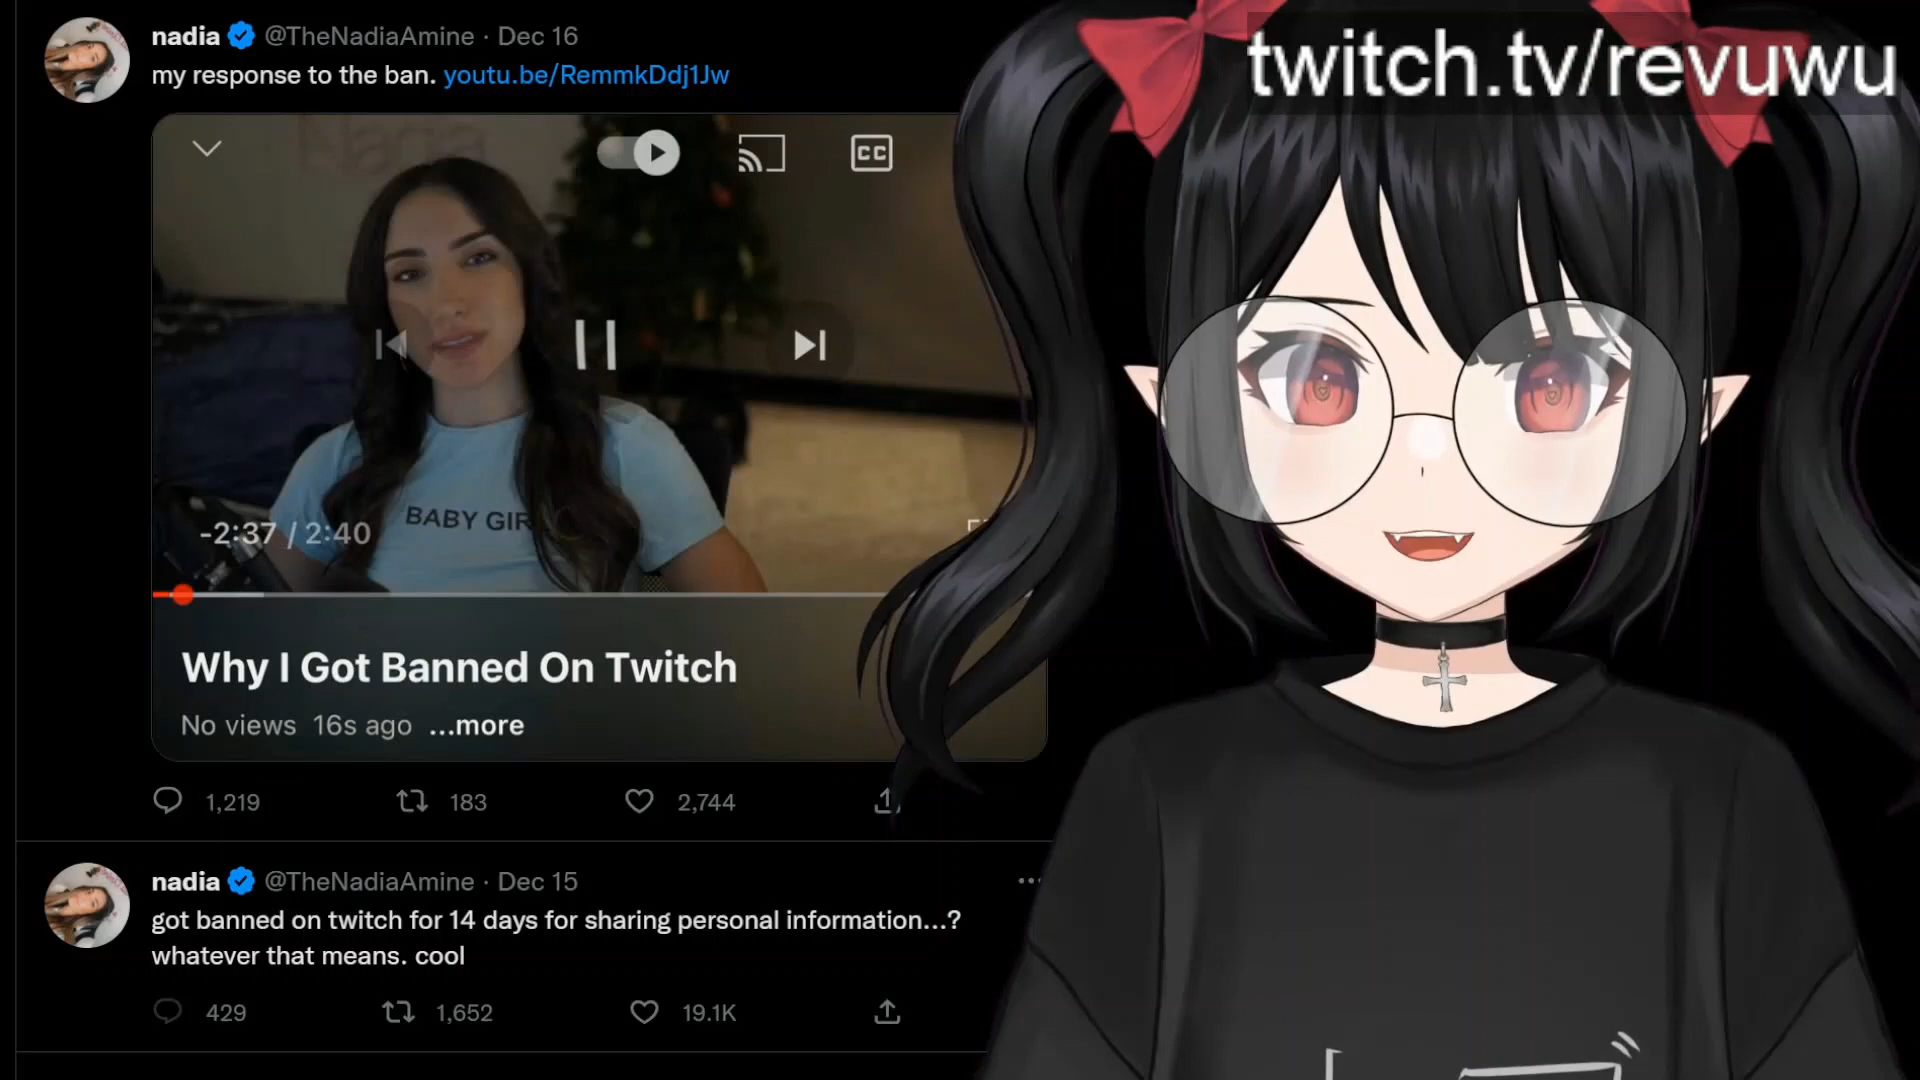 nadia @TheNadiaAmine · Dec 16
my response to the ban. youtu.be/RemmkDdj1Jw
CC
BABY GIR
-2:37 / 2:40
Why I Got Banned On Twitch
No views 16s ago ...more
1,219 183 2,744
nadia @TheNadiaAmine · Dec 15
got banned on twitch for 14 days for sharing personal information...?
whatever that means. cool
429 1,652 19.1K
twitch.tv/revuwu